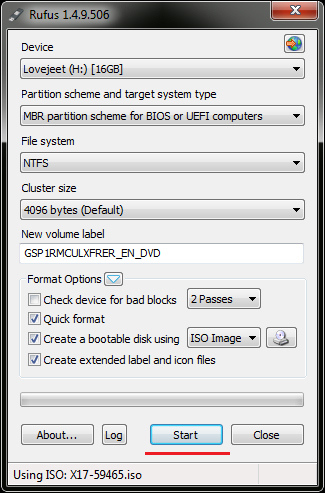 Rufus 1.4.9.506
Device
Lovejeet (H:) [16GB]
Partition scheme and target system type
MBR partition scheme for BIOS or UEFI computers
File system
NTFS
Cluster size
4096 bytes (Default)
New volume label
GSP1RMCULXFRER_EN_DVD
Format Options
Check device for bad blocks 2 Passes
Quick format
Create a bootable disk using ISO Image
Create extended label and icon files
About... Log Start Close
Using ISO: X17-59465.iso